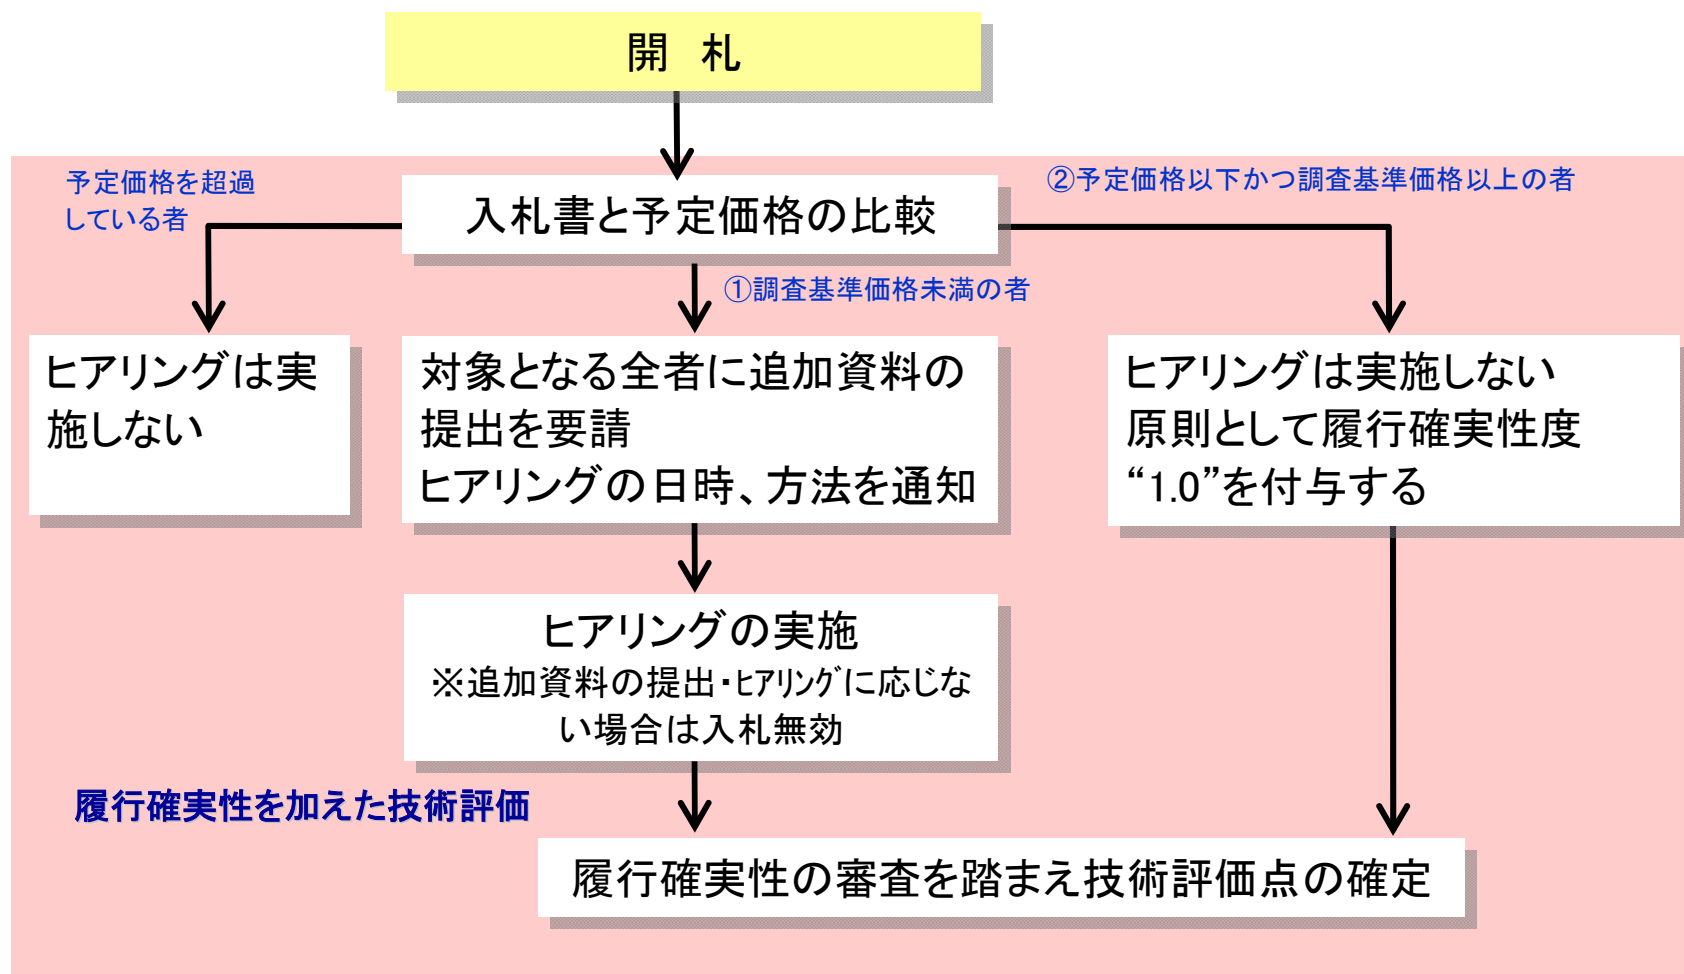 開　札
予定価格を超過
している者
②予定価格以下かつ調査基準価格以上の者
入札書と予定価格の比較
①調査基準価格未満の者
ヒアリングは実
施しない
対象となる全者に追加資料の
提出を要請
ヒアリングの日時、方法を通知
ヒアリングは実施しない
原則として履行確実性度
“1.0”を付与する
ヒアリングの実施
※追加資料の提出・ﾋｱﾘﾝｸﾞに応じな
い場合は入札無効
履行確実性を加えた技術評価
履行確実性の審査を踏まえ技術評価点の確定